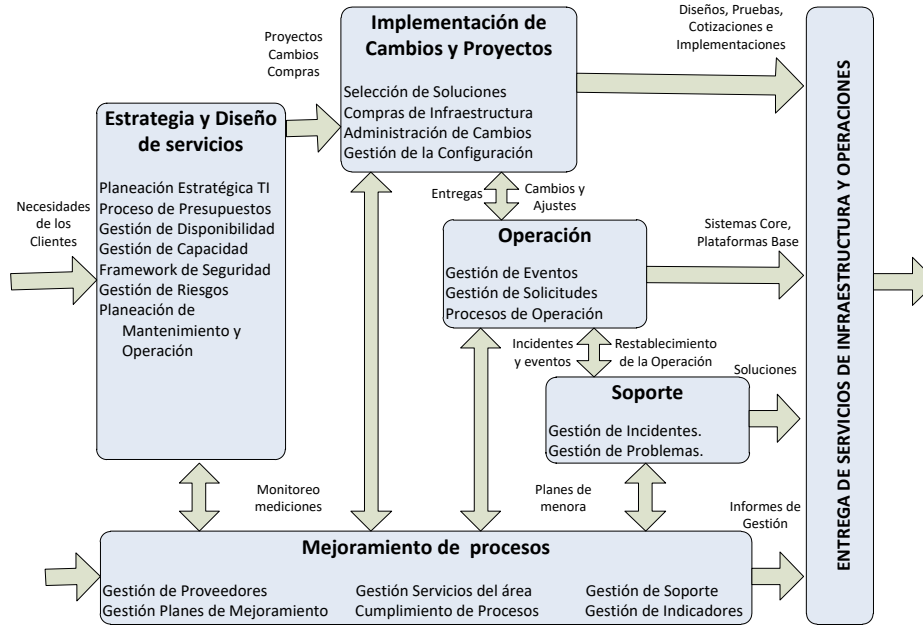 Necesidades
de los
Clientes
Estrategia y Diseño
de servicios
Planeación Estratégica TI
Proceso de Presupuestos
Gestión de Disponibilidad
Gestión de Capacidad
Framework de Seguridad
Gestión de Riesgos
Planeación de
Mantenimiento y
Operación
Proyectos
Cambios
Compras
Implementación de
Cambios y Proyectos
Selección de Soluciones
Compras de Infraestructura
Administración de Cambios
Gestión de la Configuración
Diseños, Pruebas,
Cotizaciones e
Implementaciones
Entregas
Cambios y
Ajustes
Operación
Gestión de Eventos
Gestión de Solicitudes
Procesos de Operación
Sistemas Core,
Plataformas Base
Incidentes
y eventos
Restablecimiento
de la Operación
Soporte
Gestión de Incidentes.
Gestión de Problemas.
Soluciones
Monitoreo
mediciones
Planes de
menora
Informes de
Gestión
Mejoramiento de procesos
Gestión de Proveedores
Gestión Planes de Mejoramiento
Gestión Servicios del área
Cumplimiento de Procesos
Gestión de Soporte
Gestión de Indicadores
ENTREGA DE SERVICIOS DE INFRAESTRUCTURA Y OPERACIONES